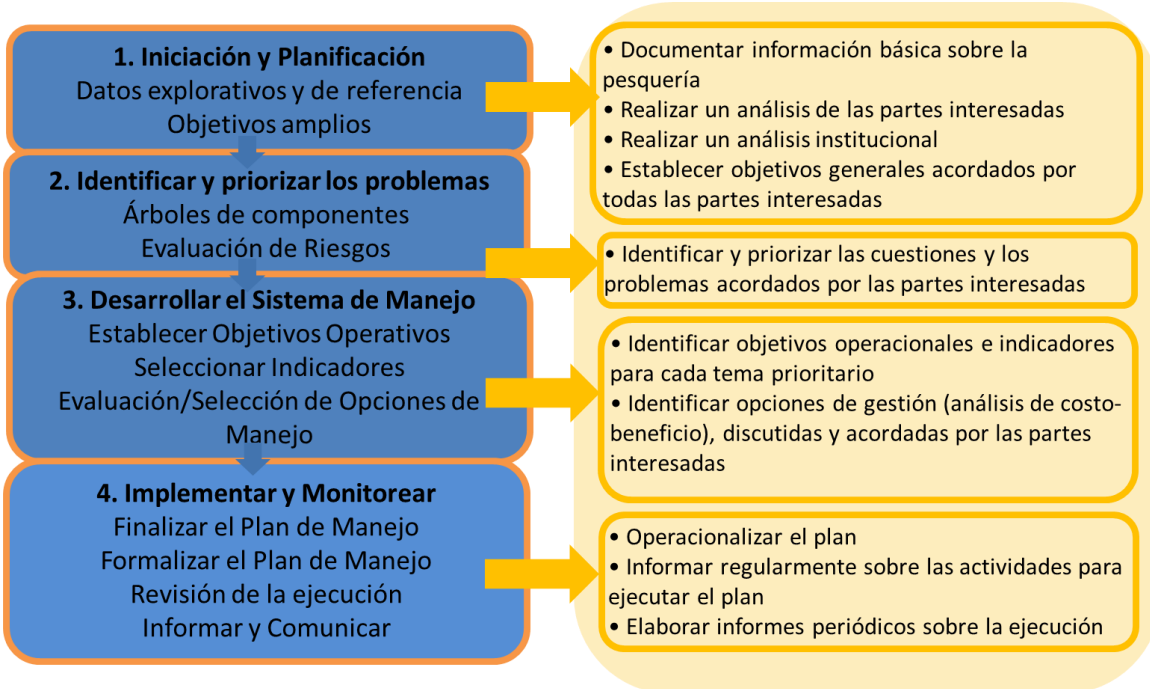 1. Iniciación y Planificación
Datos explorativos y de referencia
Objetivos amplios
• Documentar información básica sobre la
pesquería
• Realizar un análisis de las partes interesadas
• Realizar un análisis institucional
• Establecer objetivos generales acordados por
todas las partes interesadas
2. Identificar y priorizar los problemas
Árboles de componentes
Evaluación de Riesgos
• Identificar y priorizar las cuestiones y los
problemas acordados por las partes interesadas
3. Desarrollar el Sistema de Manejo
Establecer Objetivos Operativos
Seleccionar Indicadores
Evaluación/Selección de Opciones de
Manejo
• Identificar objetivos operacionales e indicadores
para cada tema prioritario
• Identificar opciones de gestión (análisis de costo-
beneficio), discutidas y acordadas por las partes
interesadas
4. Implementar y Monitorear
Finalizar el Plan de Manejo
Formalizar el Plan de Manejo
Revisión de la ejecución
Informar y Comunicar
• Operacionalizar el plan
• Informar regularmente sobre las actividades para
ejecutar el plan
• Elaborar informes periódicos sobre la ejecución